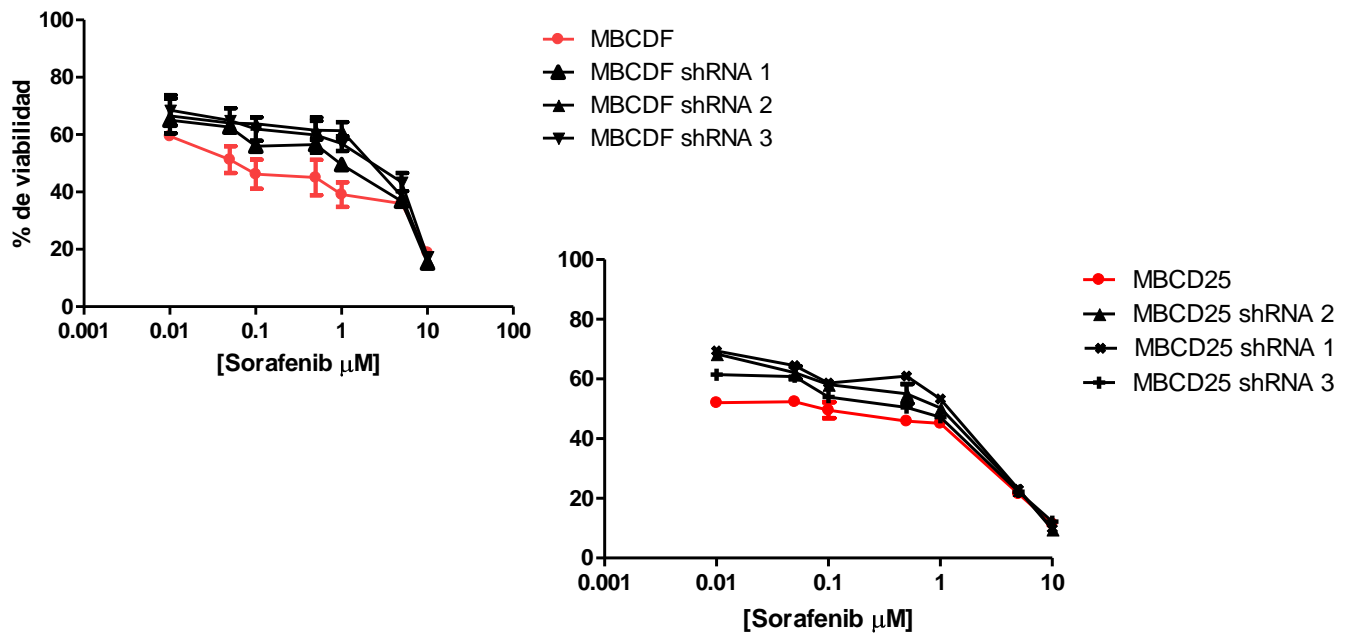 100
80
60
40
20
0
% de viabilidad
0.001 0.01 0.1 1 10 100
[Sorafenib μM]
MBCDF
MBCDF shRNA 1
MBCDF shRNA 2
MBCDF shRNA 3
100
80
60
40
20
0
0.001 0.01 0.1 1 10
[Sorafenib μM]
MBCD25
MBCD25 shRNA 2
MBCD25 shRNA 1
MBCD25 shRNA 3